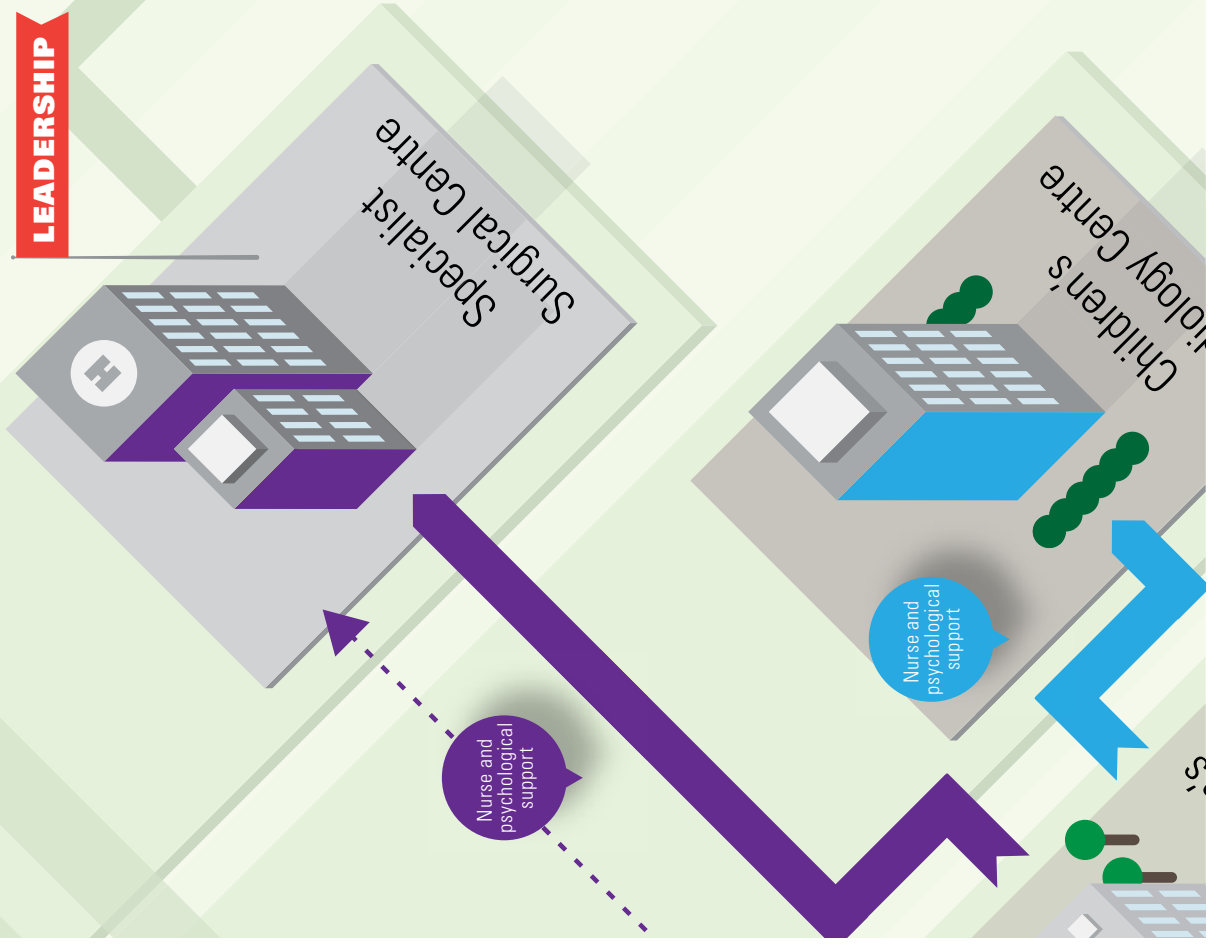 LEADERSHIP
Specialist
Surgical Centre
Children's
Centre
Nurse and
psychological
support
Nurse and
psychological
support
H